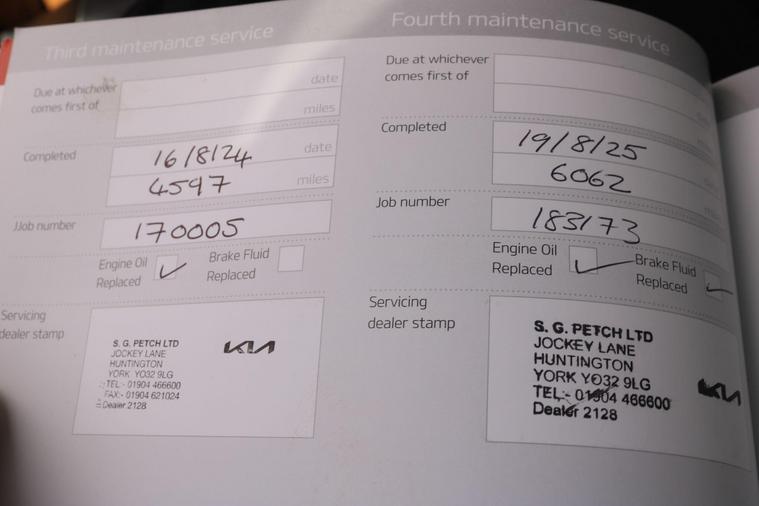 Third maintenance service
Due at whichever
comes first of
date
miles
Completed
16/8/24
date
4597
miles
JJob number
170005
Engine Oil
Replaced
Brake Fluid
Replaced
Servicing
dealer stamp
S. G. PETCH LTD
JOCKEY LANE
HUNTINGTON
YORK YO32 9LG
TEL:- 01904 466600
FAX:- 01904 621024
Dealer 2128
KIA
Fourth maintenance service
Due at whichever
comes first of
Completed
19/8/25
6062
Job number
183173
Engine Oil
Replaced
Brake Fluid
Replaced
Servicing
dealer stamp
S. G. PETCH LTD
JOCKEY LANE
HUNTINGTON
YORK YO32 9LG
TEL:- 01904 466600
Dealer 2128
KIA